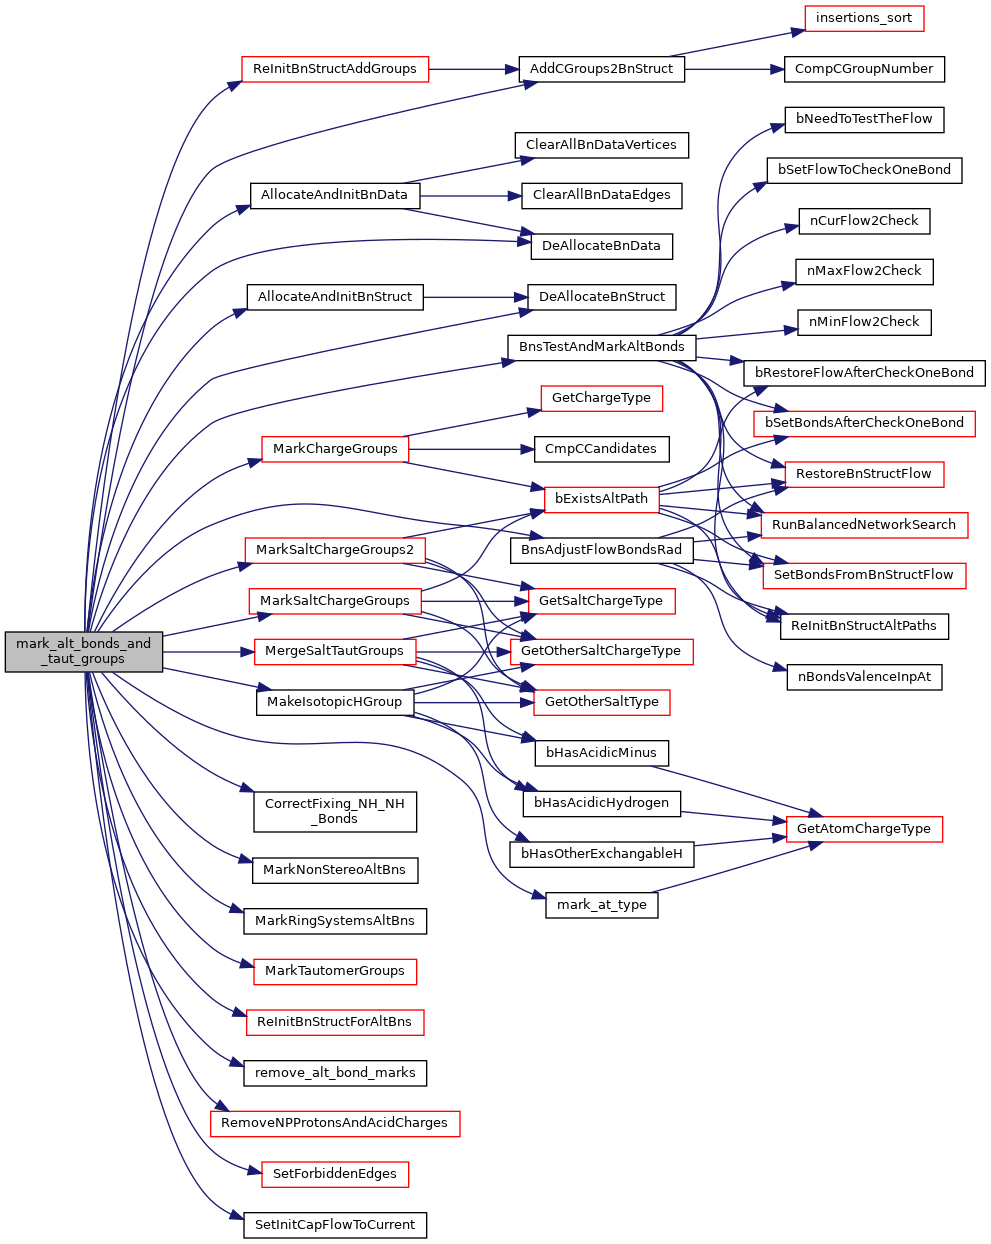 insertions_sort
ReInitBnStructAddGroups
AddCGroups2BnStruct
CompCGroupNumber
bNeedToTestTheFlow
ClearAllBnDataVertices
bSetFlowToCheckOneBond
AllocateAndInitBnData
ClearAllBnDataEdges
nCurFlow2Check
DeAllocateBnData
nMaxFlow2Check
AllocateAndInitBnStruct
DeAllocateBnStruct
nMinFlow2Check
BnsTestAndMarkAltBonds
bRestoreFlowAfterCheckOneBond
GetChargeType
bSetBondsAfterCheckOneBond
MarkChargeGroups
CmpCCandidates
RestoreBnStructFlow
bExistsAltPath
RunBalancedNetworkSearch
MarkSaltChargeGroups2
BnsAdjustFlowBondsRad
SetBondsFromBnStructFlow
MarkSaltChargeGroups
GetSaltChargeType
ReInitBnStructAltPaths
mark_alt_bonds_and
_taut_groups
MergeSaltTautGroups
GetOtherSaltChargeType
nBondsValenceInpAt
MakeIsotopicHGroup
GetOtherSaltType
bHasAcidicMinus
CorrectFixing_NH_NH
_Bonds
bHasAcidicHydrogen
GetAtomChargeType
bHasOtherExchangableH
MarkNonStereoAltBns
mark_at_type
MarkRingSystemsAltBns
MarkTautomerGroups
ReInitBnStructForAltBns
remove_alt_bond_marks
RemoveNPProtonsAndAcidCharges
SetForbiddenEdges
SetInitCapFlowToCurrent